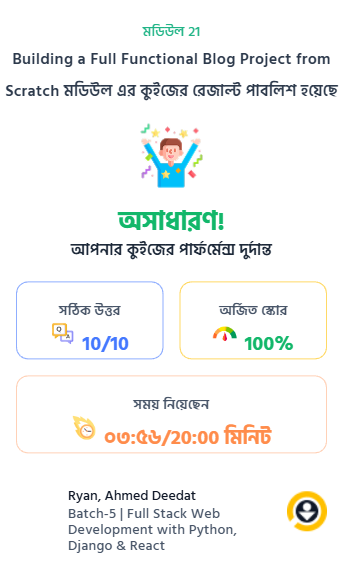 মডিউল 21
Building a Full Functional Blog Project from
Scratch মডিউল এর কুইজের রেজাল্ট পাবলিশ হয়েছে
অসাধারণ!
আপনার কুইজের পার্ফর্মেন্স দুর্দান্ত
সঠিক উত্তর
Q A 10/10
অর্জিত স্কোর
100%
সময় নিয়েছেন
০৩:৫৬/20:00 মিনিট
Ryan, Ahmed Deedat
Batch-5 | Full Stack Web
Development with Python,
Django & React